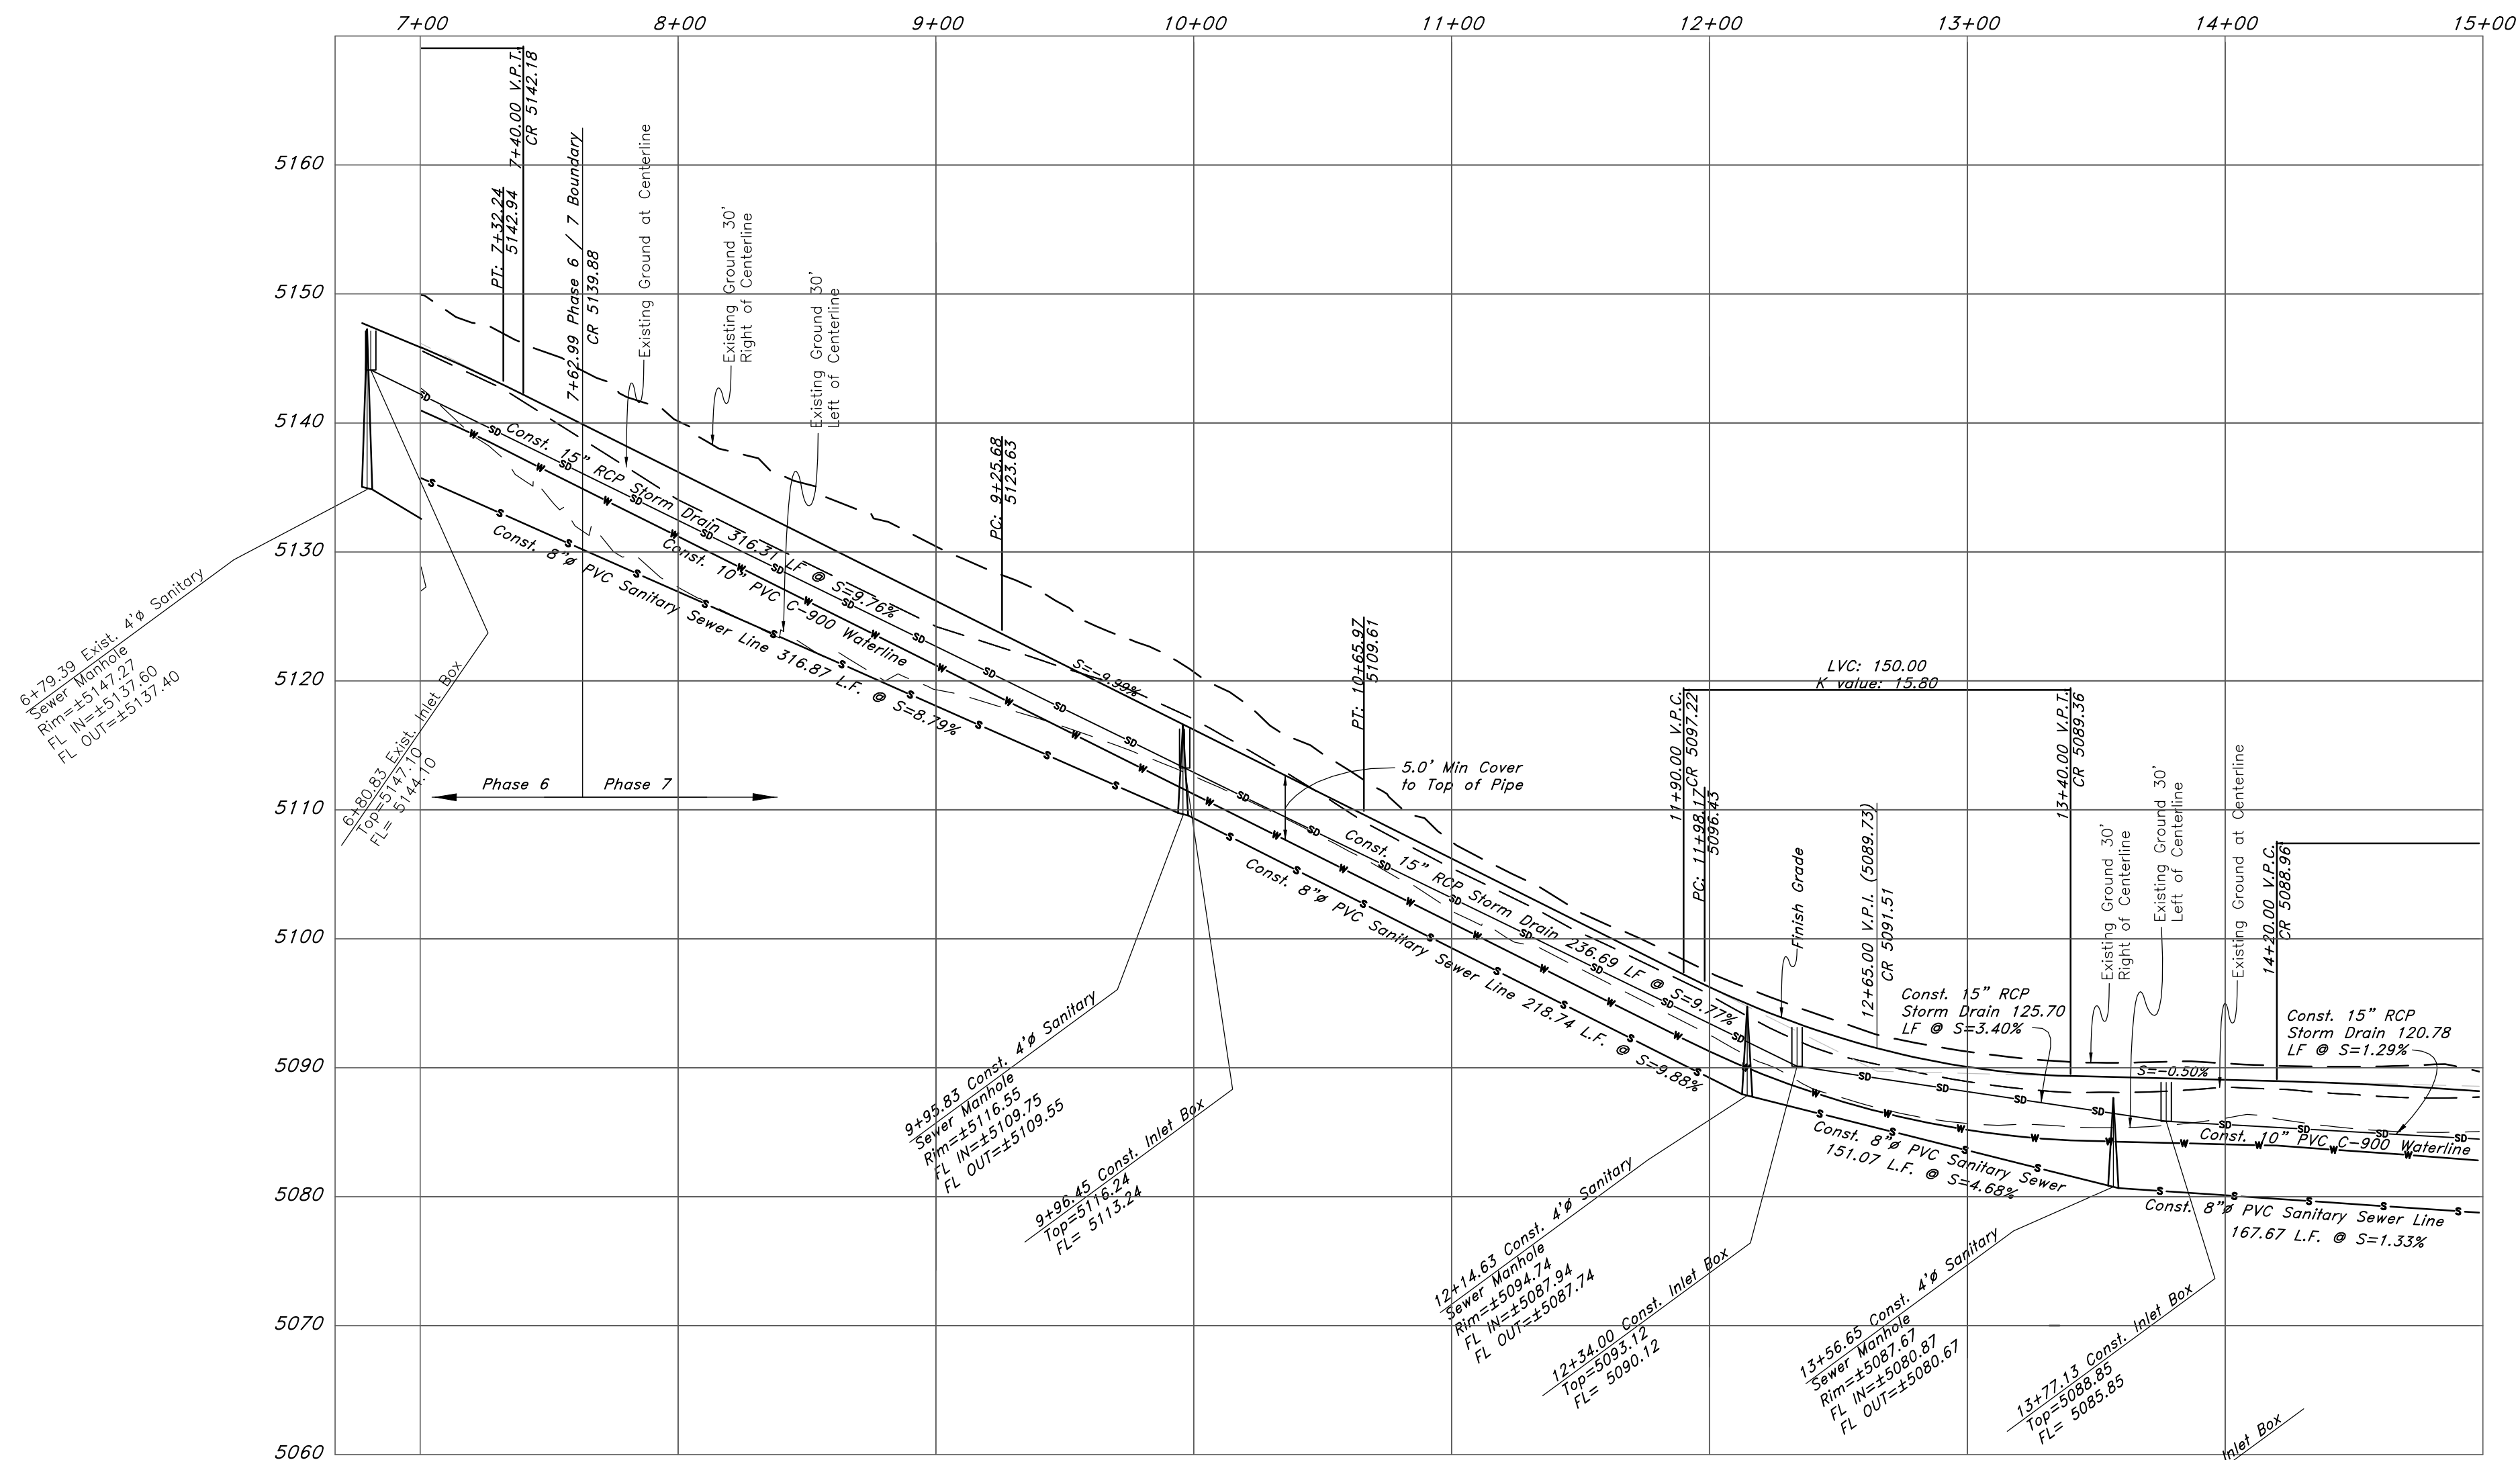 7+00
8+00
9+00
10+00
11+00
12+00
13+00
14+00
15+00
5160
5150
5140
5130
5120
5110
5100
5090
5080
5070
5060
PT: 7+32.24
5142.94
7+40.00 V.P.T.
CR 5142.18
7+62.99 Phase 6 / 7 Boundary
CR 5139.88
Existing Ground at Centerline
Existing Ground 30'
Right of Centerline
Existing Ground 30'
Left of Centerline
PC: 9+25.68
5123.63
PT: 10+65.97
5109.61
S=-9.99%
Const. 15" RCP Storm Drain 316.31 LF @ S=9.76%
Const. 10" PVC C-900 Waterline
Const. 8"ø PVC Sanitary Sewer Line 316.87 L.F. @ S=8.79%
Phase 6
Phase 7
6+79.39 Exist. 4'ø Sanitary
Sewer Manhole
Rim=±5147.27
FL IN=±5137.60
FL OUT=±5137.40
6+80.83 Exist. Inlet Box
Top=5147.10
FL= 5144.10
5.0' Min Cover
to Top of Pipe
LVC: 150.00
K value: 15.80
11+90.00 V.P.C.
CR 5097.22
PC: 11+98.17
5096.43
Finish Grade
12+65.00 V.P.I. (5089.73)
CR 5091.51
13+40.00 V.P.T.
CR 5089.36
Existing Ground 30'
Right of Centerline
Existing Ground 30'
Left of Centerline
Existing Ground at Centerline
14+20.00 V.P.C.
CR 5088.96
Const. 15" RCP Storm Drain 236.69 LF @ S=9.77%
Const. 8"ø PVC Sanitary Sewer Line 218.74 L.F. @ S=9.88%
Const. 15" RCP
Storm Drain 125.70
LF @ S=3.40%
S=-0.50%
Const. 15" RCP
Storm Drain 120.78
LF @ S=1.29%
Const. 10" PVC C-900 Waterline
Const. 8"ø PVC Sanitary Sewer
151.07 L.F. @ S=4.68%
Const. 8"ø PVC Sanitary Sewer Line
167.67 L.F. @ S=1.33%
9+95.83 Const. 4'ø Sanitary
Sewer Manhole
Rim=±5116.55
FL IN=±5109.75
FL OUT=±5109.55
9+96.45 Const. Inlet Box
Top=5116.24
FL= 5113.24
12+14.63 Const. 4'ø Sanitary
Sewer Manhole
Rim=±5094.74
FL IN=±5087.94
FL OUT=±5087.74
12+34.00 Const. Inlet Box
Top=5093.12
FL= 5090.12
13+56.65 Const. 4'ø Sanitary
Sewer Manhole
Rim=±5087.67
FL IN=±5080.87
FL OUT=±5080.67
13+77.13 Const. Inlet Box
Top=5088.85
FL= 5085.85
Inlet Box